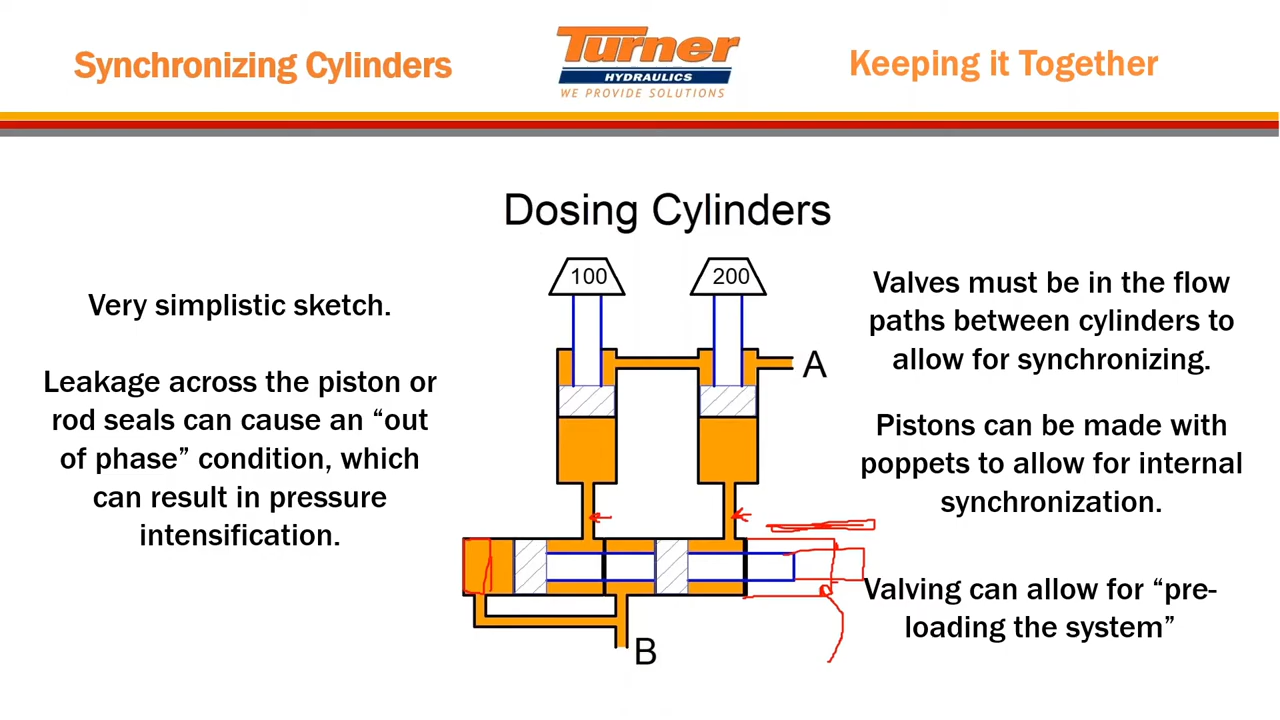 Synchronizing Cylinders
Turner
HYDRAULICS
WE PROVIDE SOLUTIONS
Keeping it Together
Dosing Cylinders
Very simplistic sketch.
Leakage across the piston or
rod seals can cause an “out
of phase” condition, which
can result in pressure
intensification.
100
200
A
B
Valves must be in the flow
paths between cylinders to
allow for synchronizing.
Pistons can be made with
poppets to allow for internal
synchronization.
Valving can allow for “pre-
loading the system”